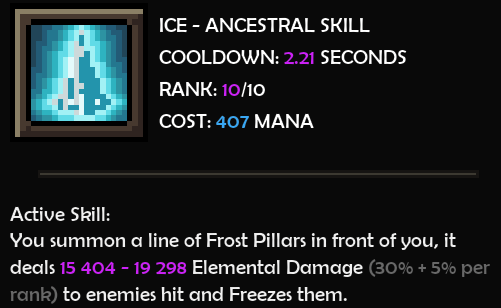 ICE - ANCESTRAL SKILL
COOLDOWN: 2.21 SECONDS
RANK: 10/10
COST: 407 MANA
Active Skill:
You summon a line of Frost Pillars in front of you, it
deals 15 404 - 19 298 Elemental Damage (30% + 5% per
rank) to enemies hit and Freezes them.